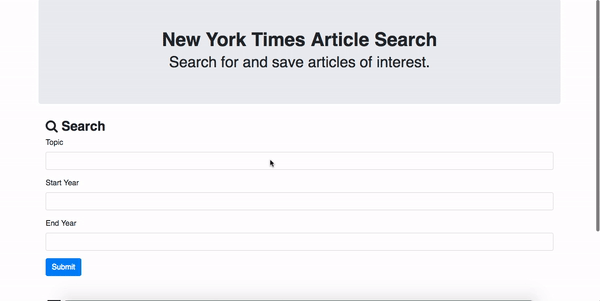 New York Times Article Search
Search for and save articles of interest.
Search
Topic
Start Year
End Year
Submit